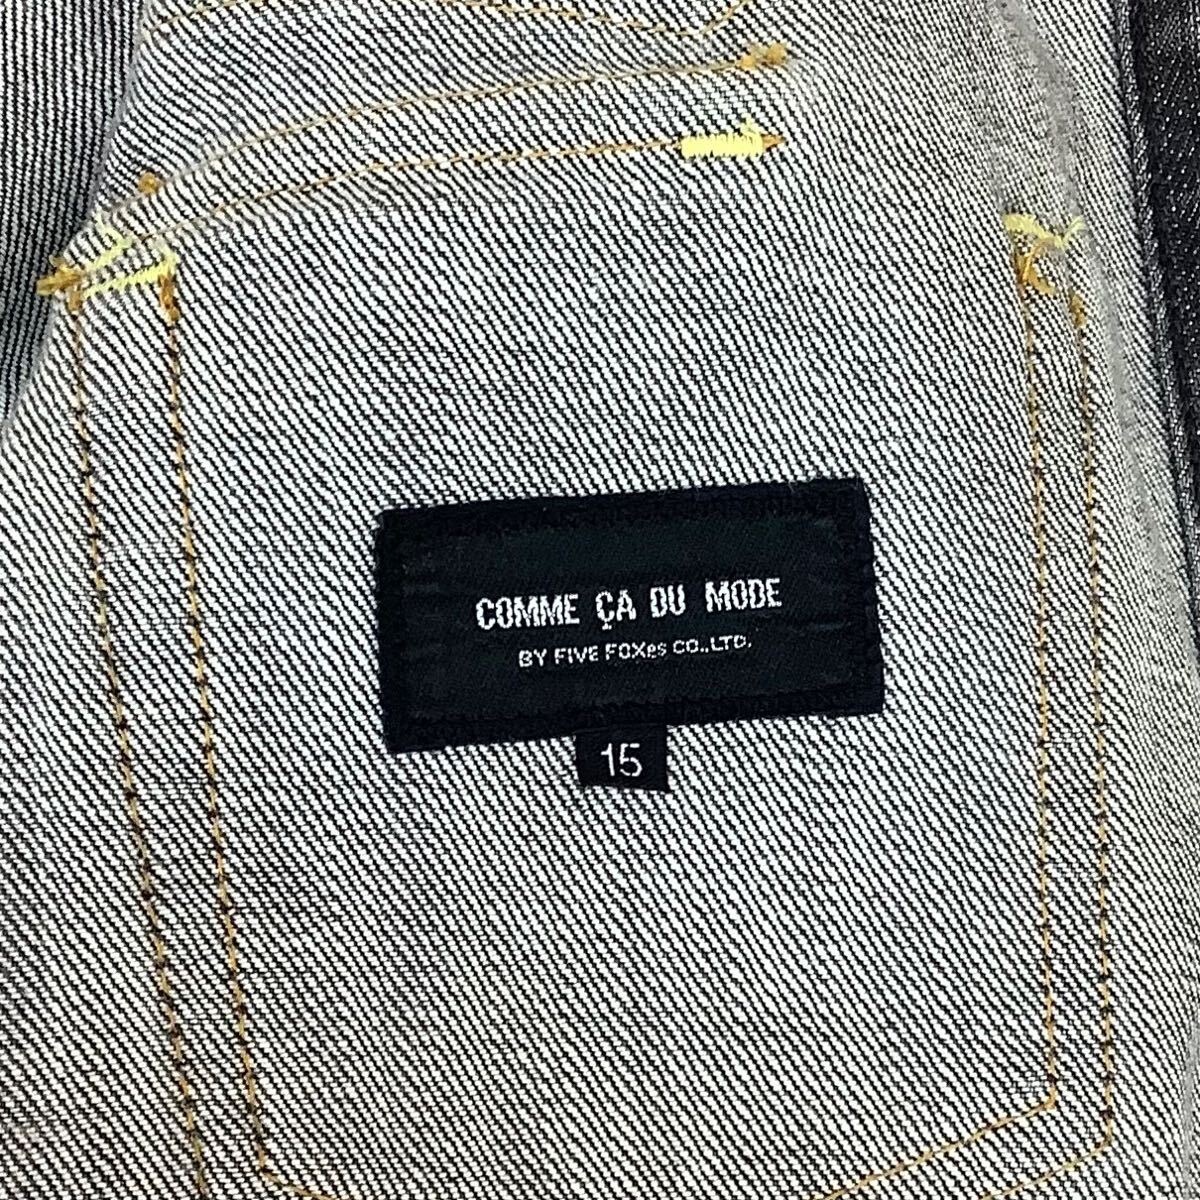 COMME ÇA DU MODE
BY FIVE FOXes CO.,LTD.
15